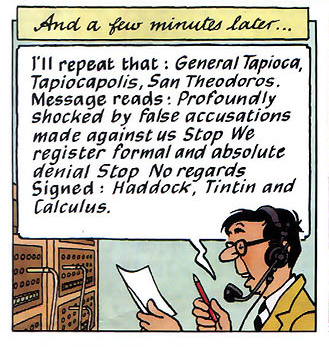 And a few minutes later...
I'll repeat that : General Tapioca,
Tapiocapolis, San Theodoros.
Message reads : Profoundly
shocked by false accusations
made against us Stop We
register formal and absolute
denial Stop No regards
Signed : Haddock, Tintin and
Calculus.